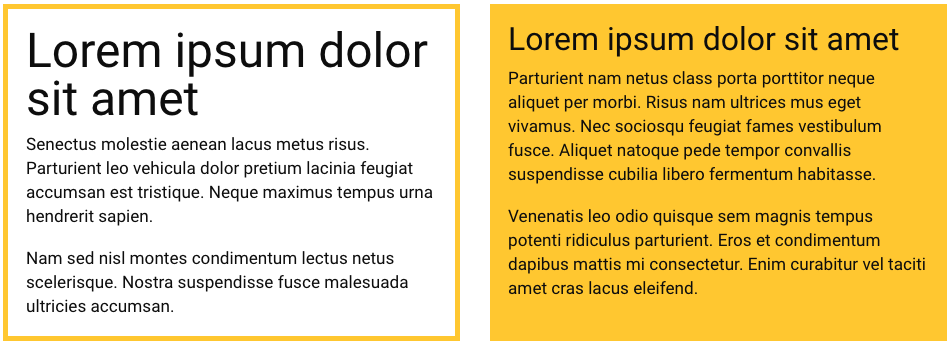 Lorem ipsum dolor
sit amet
Senectus molestie aenean lacus metus risus.
Parturient leo vehicula dolor pretium lacinia feugiat
accumsan est tristique. Neque maximus tempus urna
hendrerit sapien.
Nam sed nisl montes condimentum lectus netus
scelerisque. Nostra suspendisse fusce malesuada
ultricies accumsan.
Lorem ipsum dolor sit amet
Parturient nam netus class porta porttitor neque
aliquet per morbi. Risus nam ultrices mus eget
vivamus. Nec sociosqu feugiat fames vestibulum
fusce. Aliquet natoque pede tempor convallis
suspendisse cubilia libero fermentum habitasse.
Venenatis leo odio quisque sem magnis tempus
potenti ridiculus parturient. Eros et condimentum
dapibus mattis mi consectetur. Enim curabitur vel taciti
amet cras lacus eleifend.